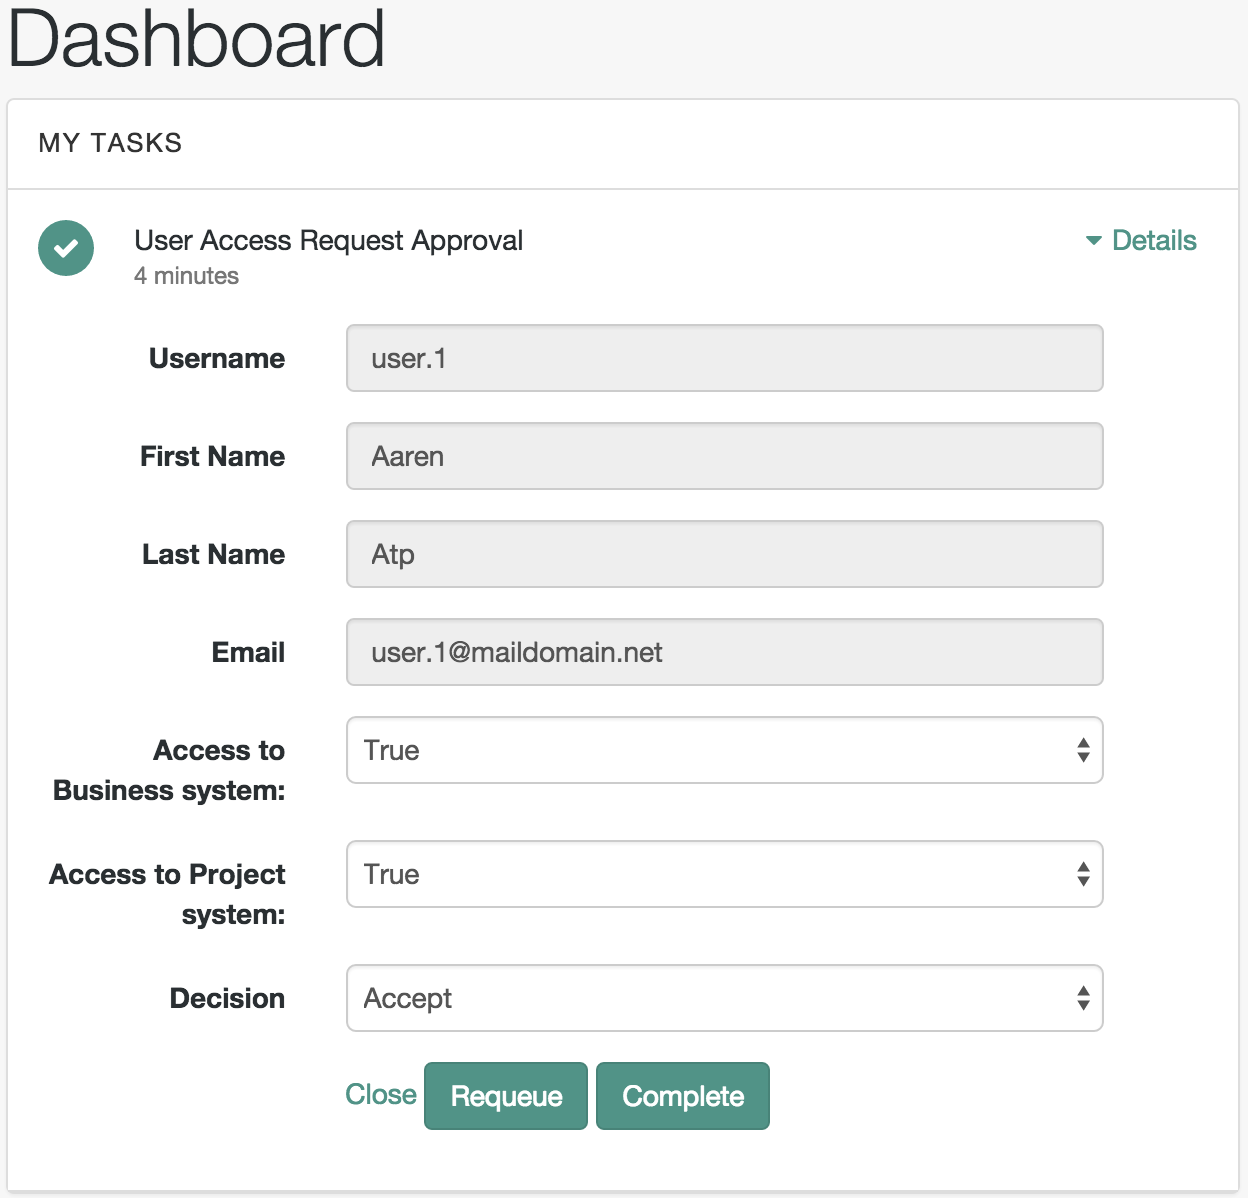 Dashboard
MY TASKS
User Access Request Approval
Details
4 minutes
Username
user.1
First Name
Aaren
Last Name
Atp
Email
user.1@maildomain.net
Access to
Business system:
True
Access to Project
system:
True
Decision
Accept
Close
Requeue
Complete